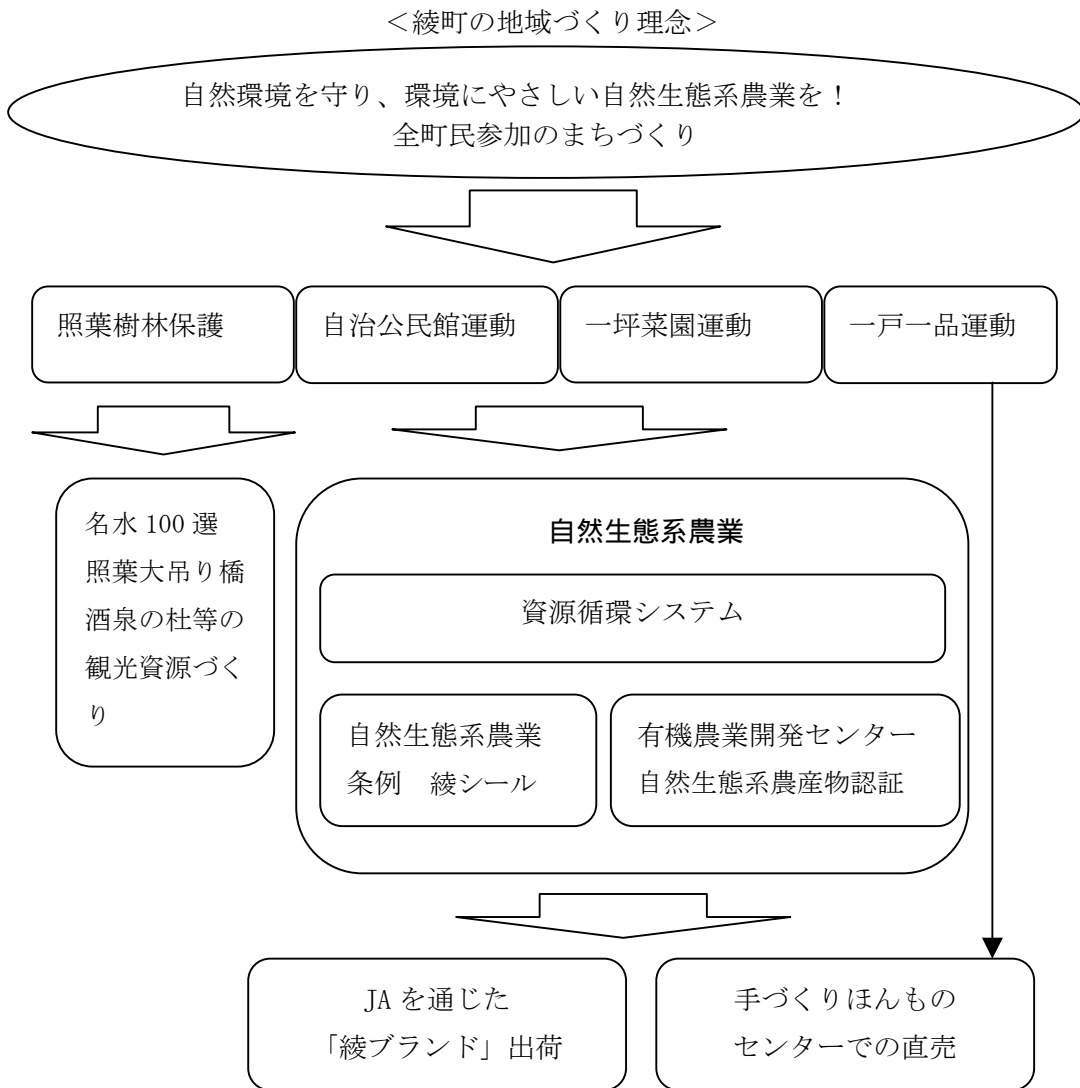 ＜綾町の地域づくり理念＞
自然環境を守り、環境にやさしい自然生態系農業を！
全町民参加のまちづくり
照葉樹林保護
自治公民館運動
一坪菜園運動
一戸一品運動
名水 100 選
照葉大吊り橋
酒泉の杜等の
観光資源づく
り
自然生態系農業
資源循環システム
自然生態系農業
条例　綾シール
有機農業開発センター
自然生態系農産物認証
JA を通じた
「綾ブランド」出荷
手づくりほんもの
センターでの直売